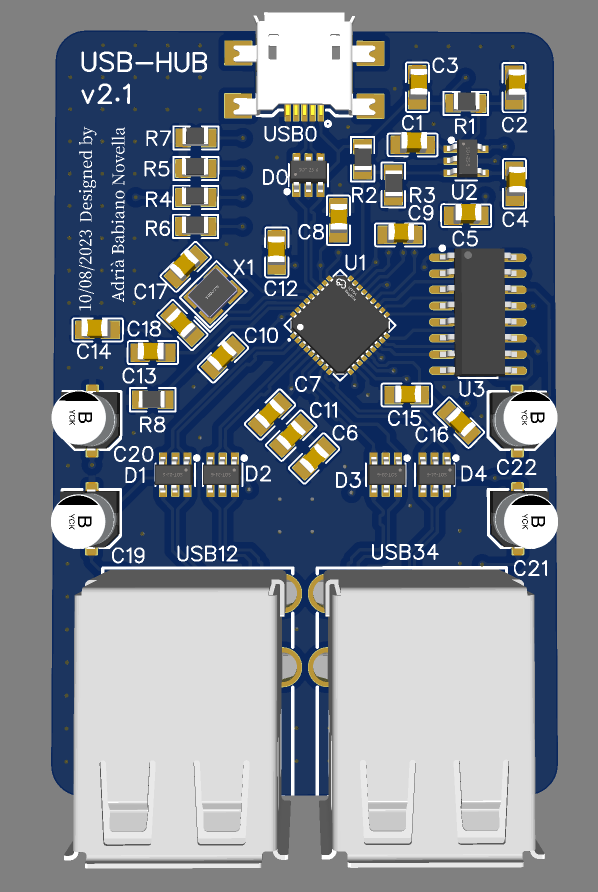 USB-HUB
v2.1
10/08/2023 Designed by
Adrià Babiano Novella
USB0
C3
C1
R1
C2
R7
R5
R4
R6
D0
R2
R3
U2
C4
C8
C9
C5
C17
X1
C12
U1
C18
C10
C14
C13
R8
C7
C11
C6
C15
C16
U3
B
YCK
B
YCK
C20
D1
D2
D3
D4
C22
B
YCK
B
YCK
C19
USB12
USB34
C21